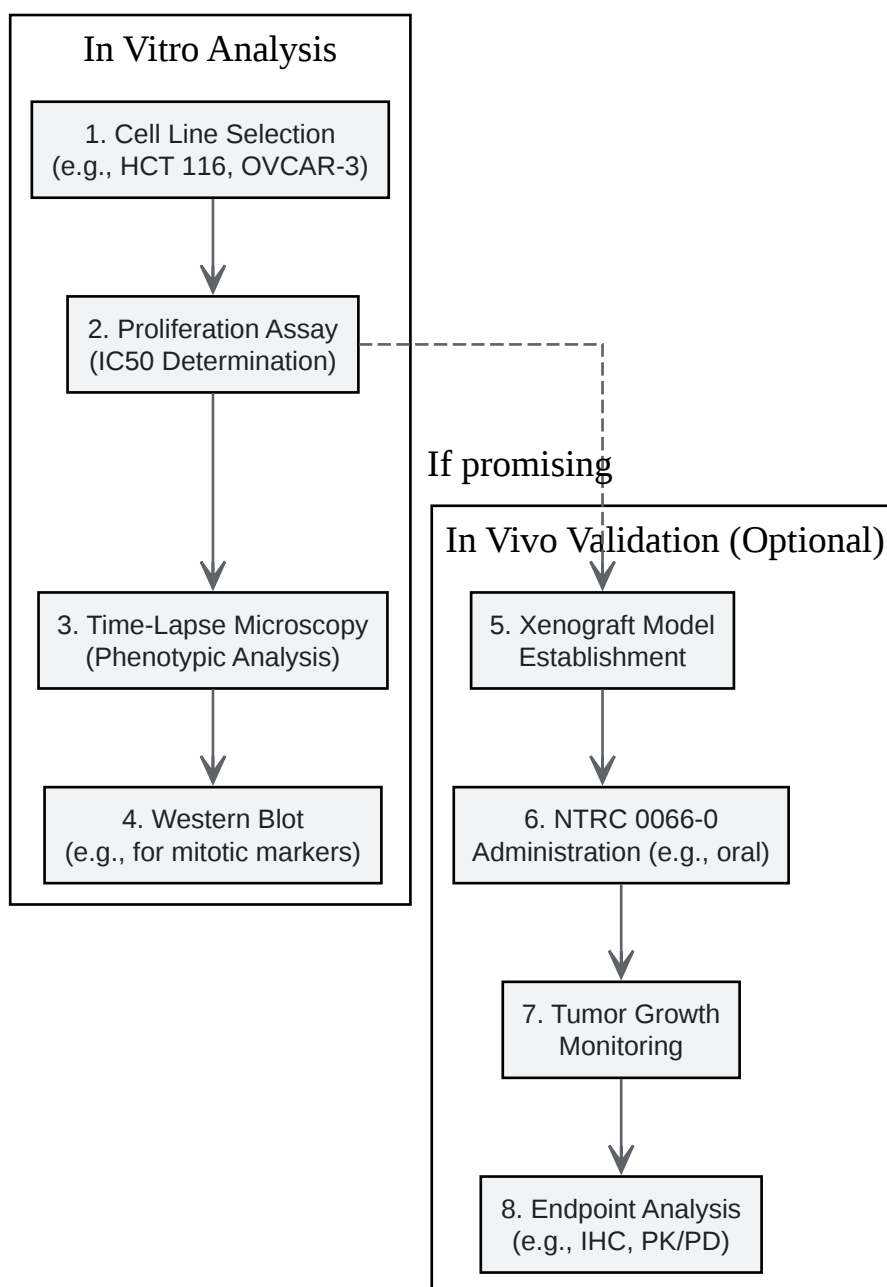 In Vitro Analysis
1. Cell Line Selection
(e.g., HCT 116, OVCAR-3)
2. Proliferation Assay
(IC50 Determination)
If promising
In Vivo Validation (Optional)
3. Time-Lapse Microscopy
(Phenotypic Analysis)
4. Western Blot
(e.g., for mitotic markers)
5. Xenograft Model
Establishment
6. NTRC 0066-0
Administration (e.g., oral)
7. Tumor Growth
Monitoring
8. Endpoint Analysis
(e.g., IHC, PK/PD)